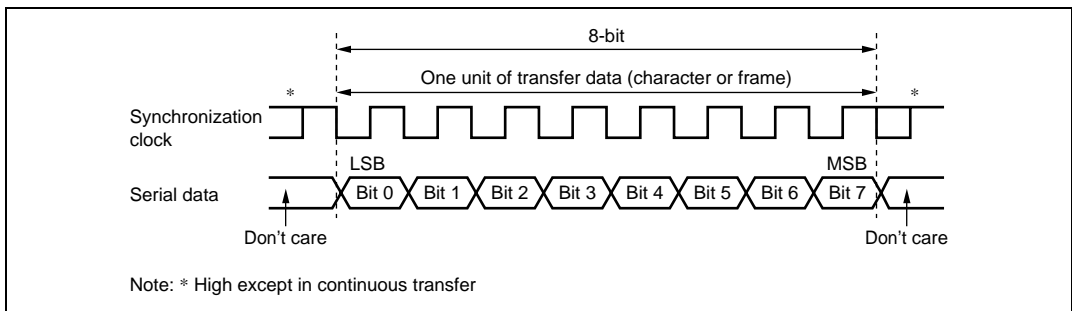 8-bit
One unit of transfer data (character or frame)
* *
Synchronization
clock
LSB MSB
Serial data Bit 0 Bit 1 Bit 2 Bit 3 Bit 4 Bit 5 Bit 6 Bit 7
Don't care Don't care
Note: * High except in continuous transfer